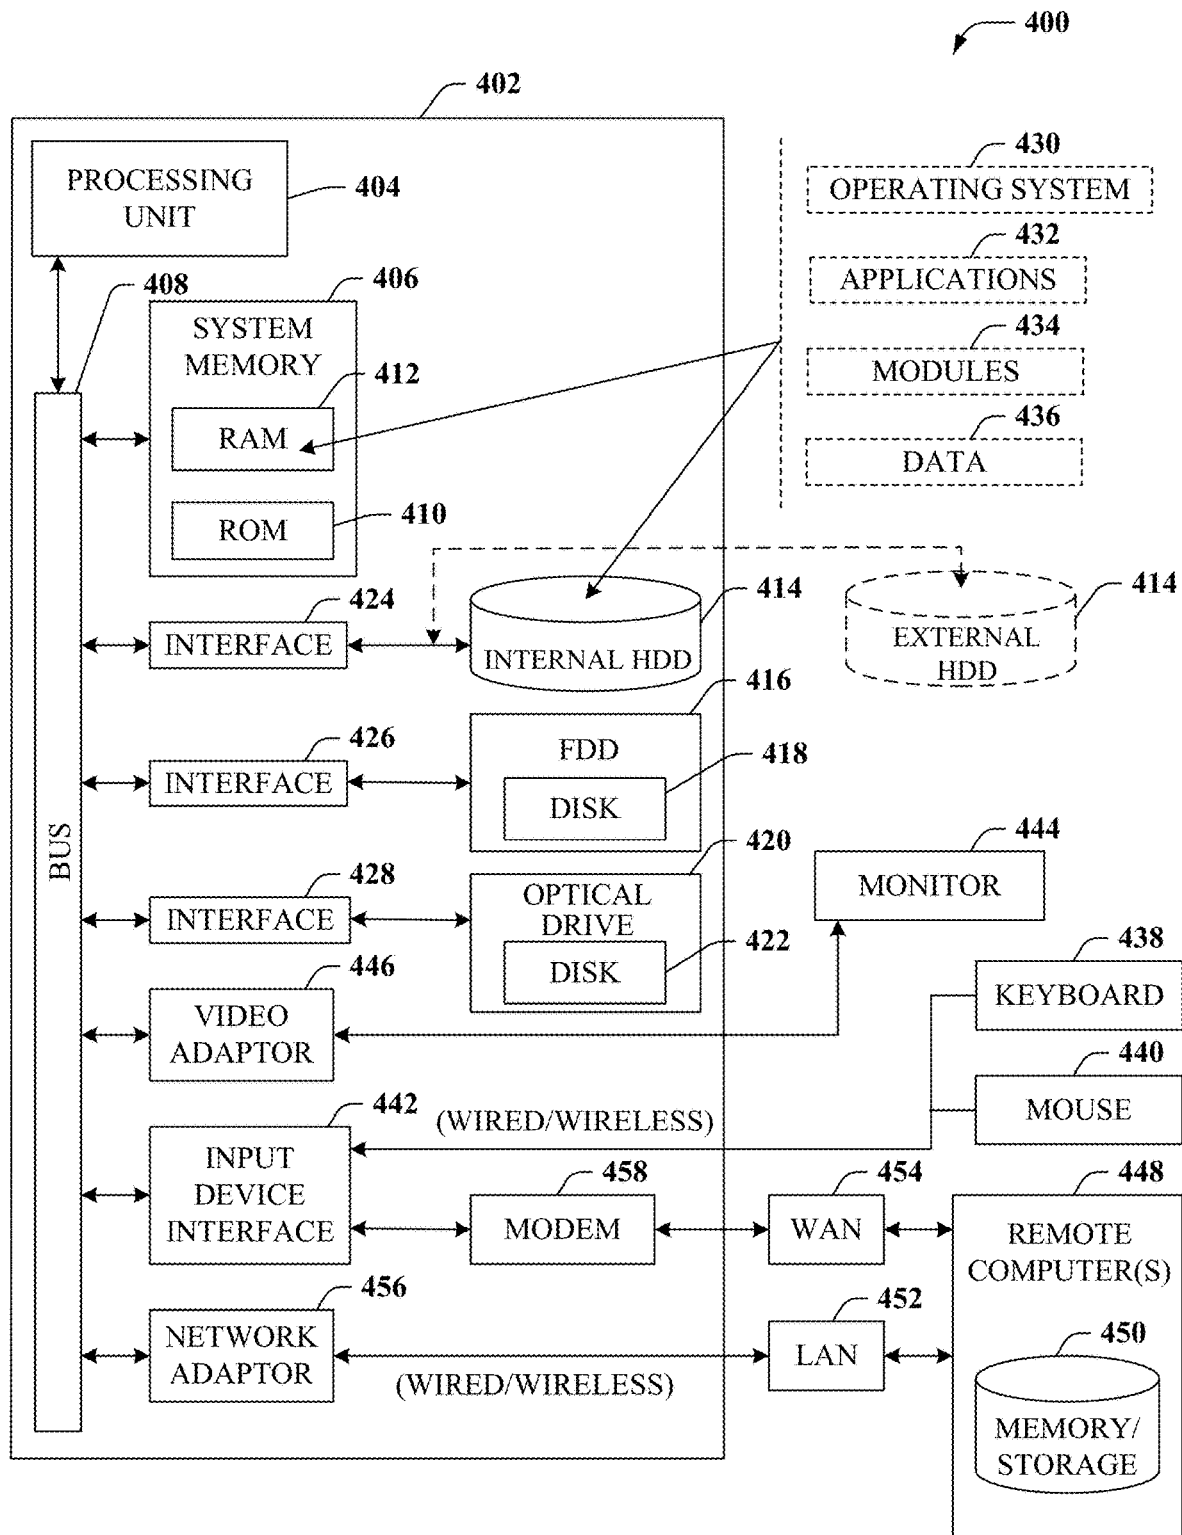 400
402
PROCESSING
UNIT
404
430
OPERATING SYSTEM
432
APPLICATIONS
434
MODULES
436
DATA
408
406
SYSTEM
MEMORY
412
RAM
ROM
410
424
INTERFACE
414
INTERNAL HDD
414
EXTERNAL
HDD
416
FDD
418
DISK
426
INTERFACE
BUS
420
OPTICAL
DRIVE
422
DISK
428
INTERFACE
444
MONITOR
446
VIDEO
ADAPTOR
438
KEYBOARD
440
MOUSE
442
INPUT
DEVICE
INTERFACE
(WIRED/WIRELESS)
458
MODEM
454
WAN
448
REMOTE
COMPUTER(S)
456
NETWORK
ADAPTOR
(WIRED/WIRELESS)
452
LAN
450
MEMORY/
STORAGE